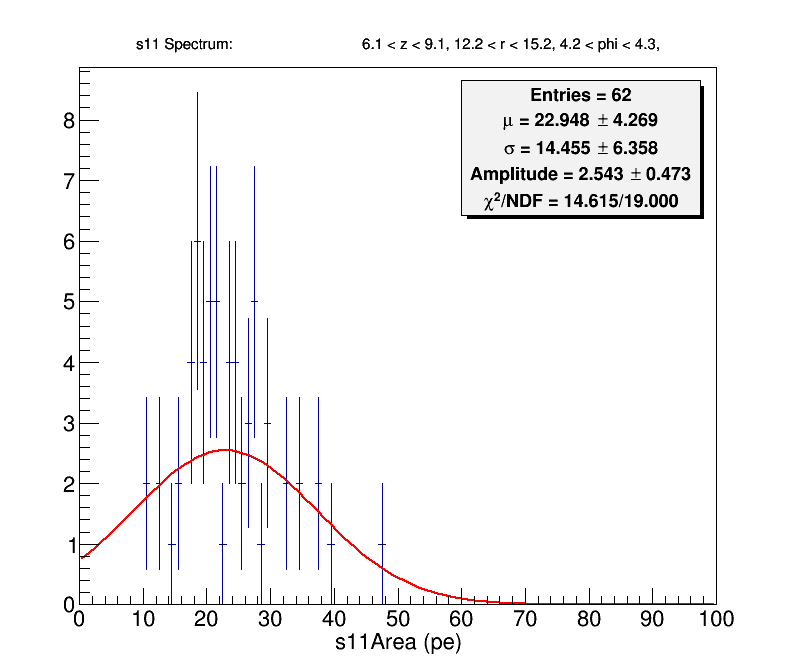 s11 Spectrum: 6.1 < z < 9.1, 12.2 < r < 15.2, 4.2 < phi < 4.3,
Entries = 62
μ = 22.948 ± 4.269
σ = 14.455 ± 6.358
Amplitude = 2.543 ± 0.473
χ²/NDF = 14.615/19.000
8
7
6
5
4
3
2
1
0
0 10 20 30 40 50 60 70 80 90 100
s11Area (pe)